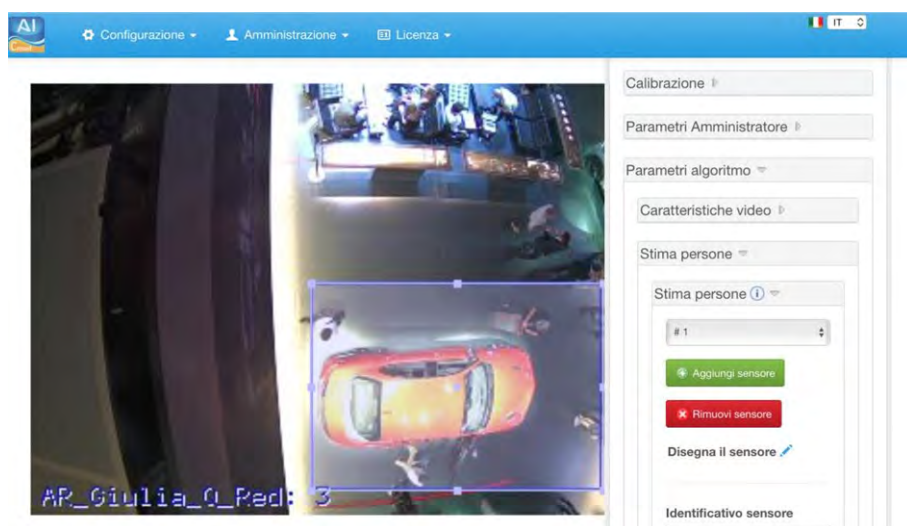 AI
Configurazione
Amministrazione
Licenza
IT
Calibrazione
Parametri Amministratore
Parametri algoritmo
Caratteristiche video
Stima persone
Stima persone
# 1
Aggiungi sensore
Rimuovi sensore
Disegna il sensore
Identificativo sensore
AR_Giulia_Q_Red: 3